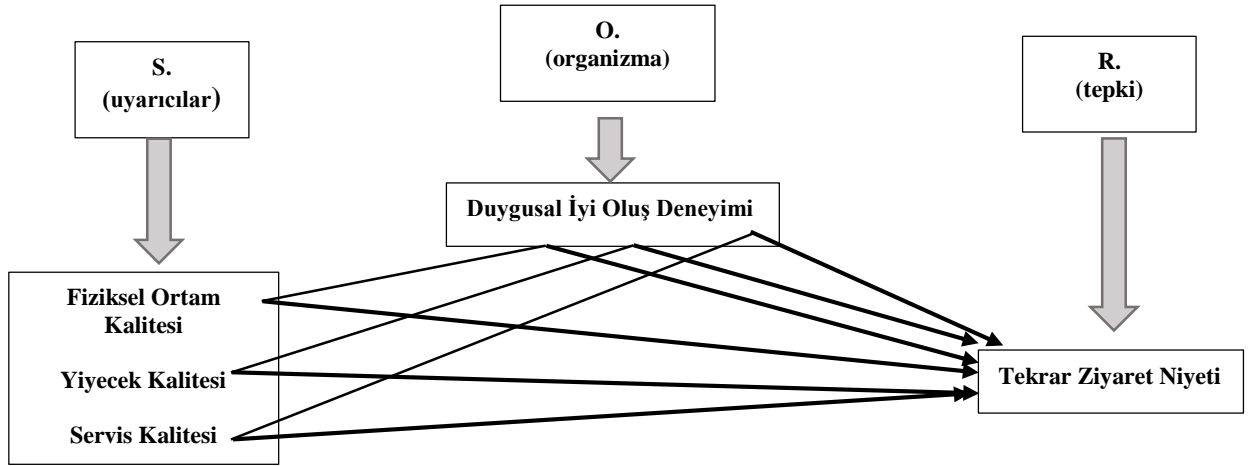 S.
(uyarıcılar)
O.
(organizma)
R.
(tepki)
Duygusal İyi Oluş Deneyimi
Fiziksel Ortam
Kalitesi
Yiyecek Kalitesi
Servis Kalitesi
Tekrar Ziyaret Niyeti